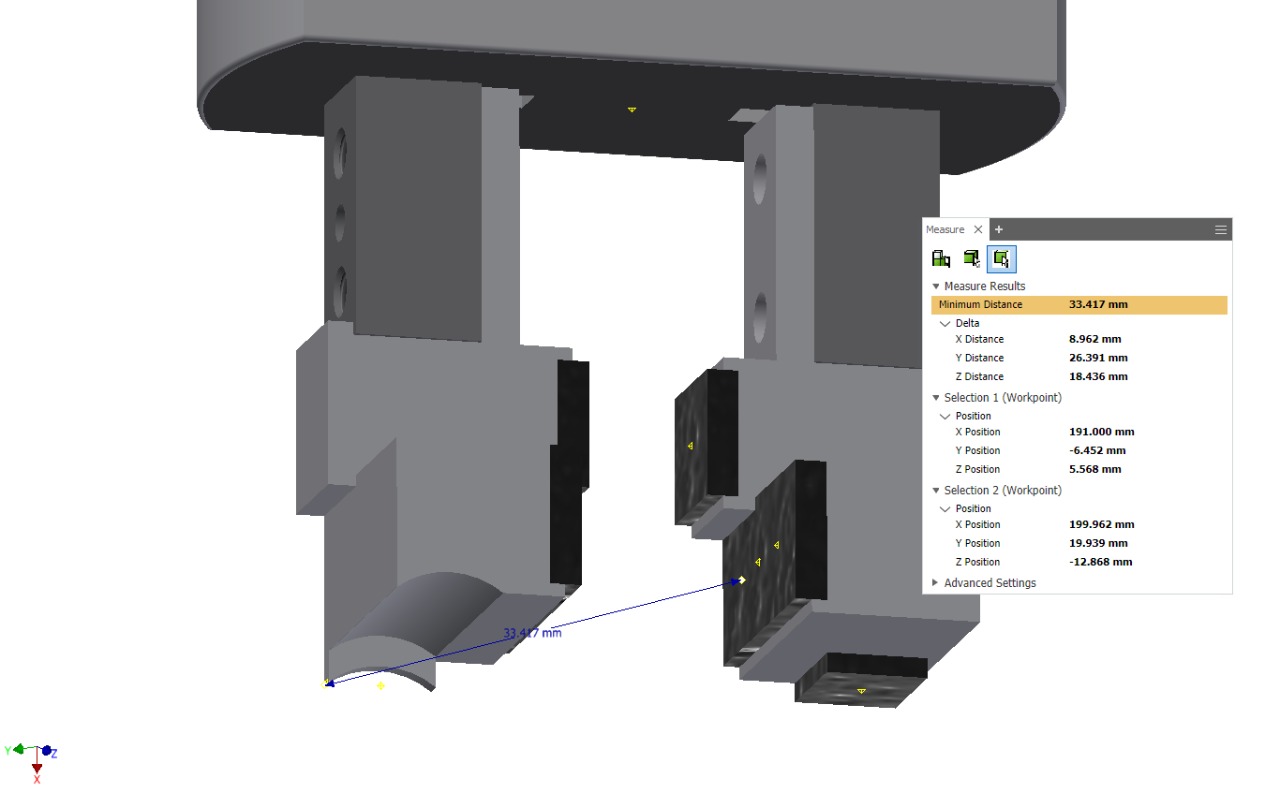 Measure
Measure Results
Minimum Distance 33.417 mm
Delta
X Distance 8.962 mm
Y Distance 26.391 mm
Z Distance 18.436 mm
Selection 1 (Workpoint)
Position
X Position 191.000 mm
Y Position -6.452 mm
Z Position 5.568 mm
Selection 2 (Workpoint)
Position
X Position 199.962 mm
Y Position 19.939 mm
Z Position -12.868 mm
Advanced Settings
33.417 mm
Y Z
X